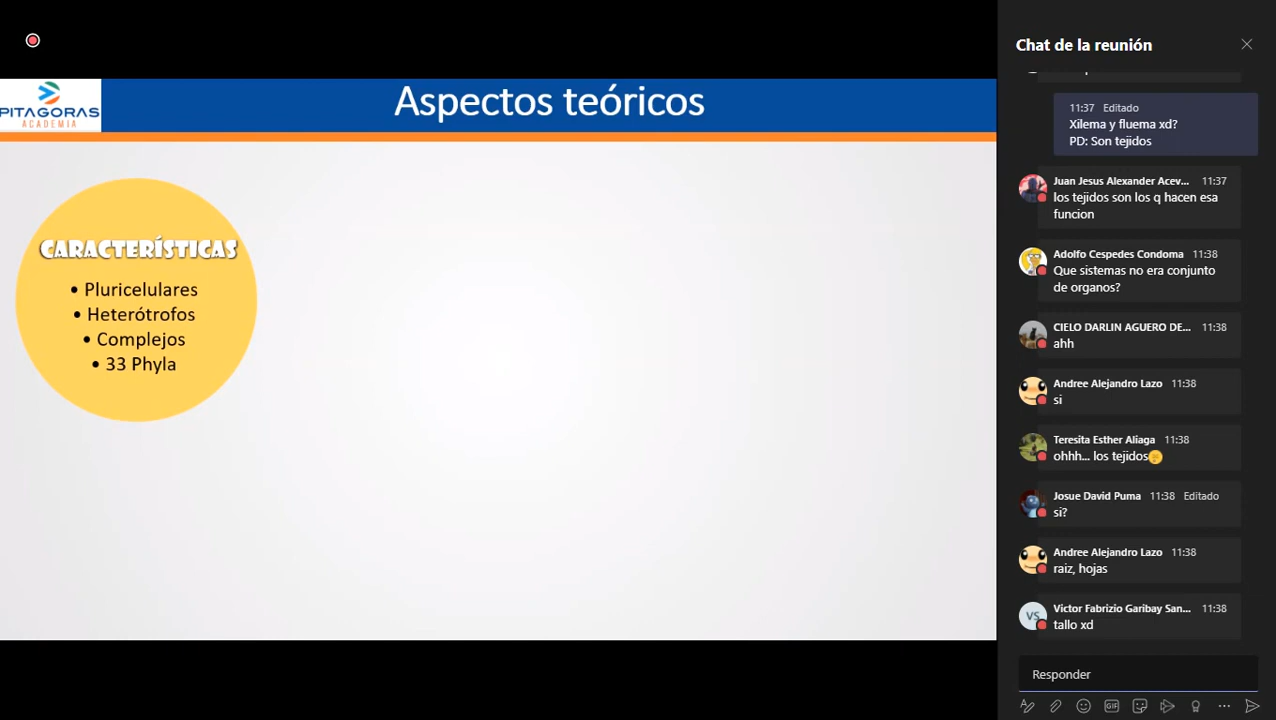 PITAGORAS
ACADEMIA
Aspectos teóricos
CARACTERÍSTICAS
• Pluricelulares
• Heterótrofos
• Complejos
• 33 Phyla
Chat de la reunión
11:37 Editado
Xilema y fluema xd?
PD: Son tejidos
Juan Jesus Alexander Acev... 11:37
los tejidos son los q hacen esa
funcion
Adolfo Cespedes Condoma 11:38
Que sistemas no era conjunto
de organos?
CIELO DARLIN AGUERO DE... 11:38
ahh
Andree Alejandro Lazo 11:38
si
Teresita Esther Aliaga 11:38
ohhh... los tejidos
Josue David Puma 11:38 Editado
si?
Andree Alejandro Lazo 11:38
raiz, hojas
VS
Victor Fabrizio Garibay San... 11:38
tallo xd
Responder
GIF